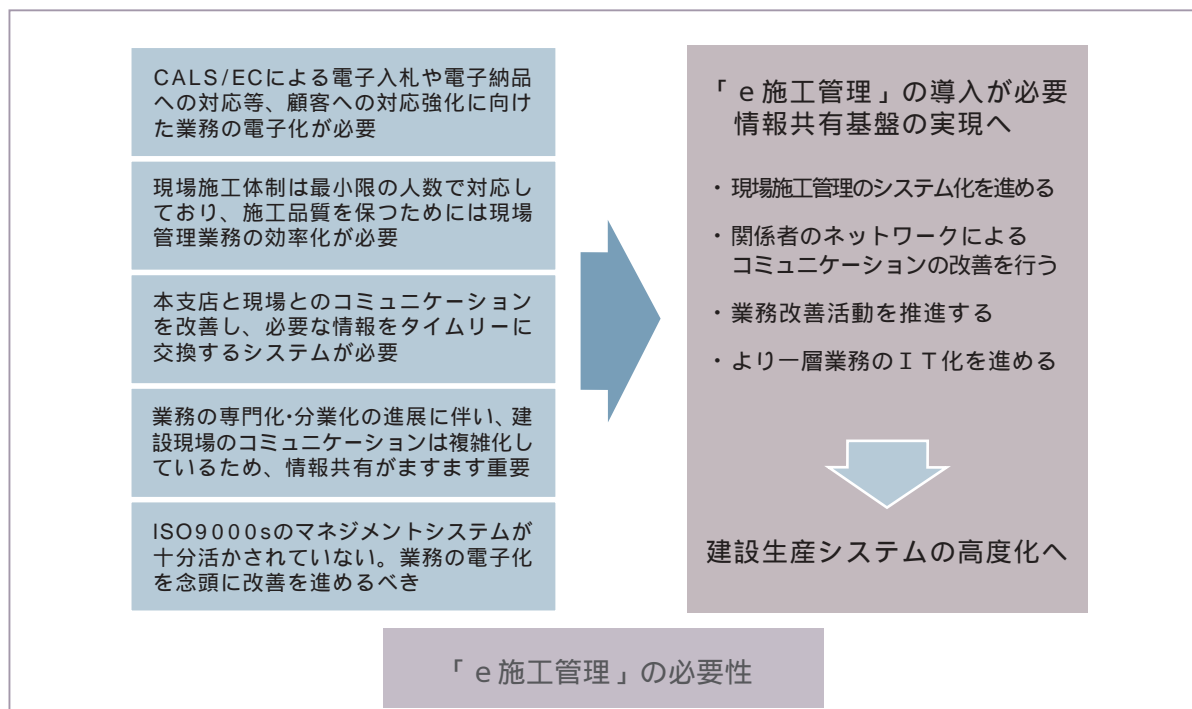 CALS/ECによる電子入札や電子納品
への対応等、顧客への対応強化に向け
た業務の電子化が必要
現場施工体制は最小限の人数で対応し
ており、施工品質を保つためには現場
管理業務の効率化が必要
本支店と現場とのコミュニケーション
を改善し、必要な情報をタイムリーに
交換するシステムが必要
業務の専門化・分業化の進展に伴い、建
設現場のコミュニケーションは複雑化し
ているため、情報共有がますます重要
ISO9000sのマネジメントシステムが
十分活かされていない。業務の電子化
を念頭に改善を進めるべき
「e施工管理」の導入が必要
情報共有基盤の実現へ
・現場施工管理のシステム化を進める
・関係者のネットワークによる
コミュニケーションの改善を行う
・業務改善活動を推進する
・より一層業務のIT化を進める
建設生産システムの高度化へ
「e施工管理」の必要性